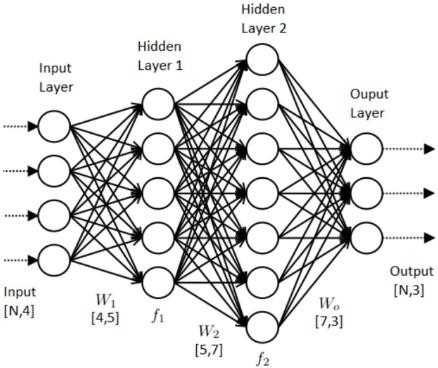 Hidden
Layer 2
Hidden
Layer 1
Input
Layer
Ouput
Layer
Input
[N,4]
W₁
[4,5]
f₁
W₂
[5,7]
f₂
Wₒ
[7,3]
Output
[N,3]